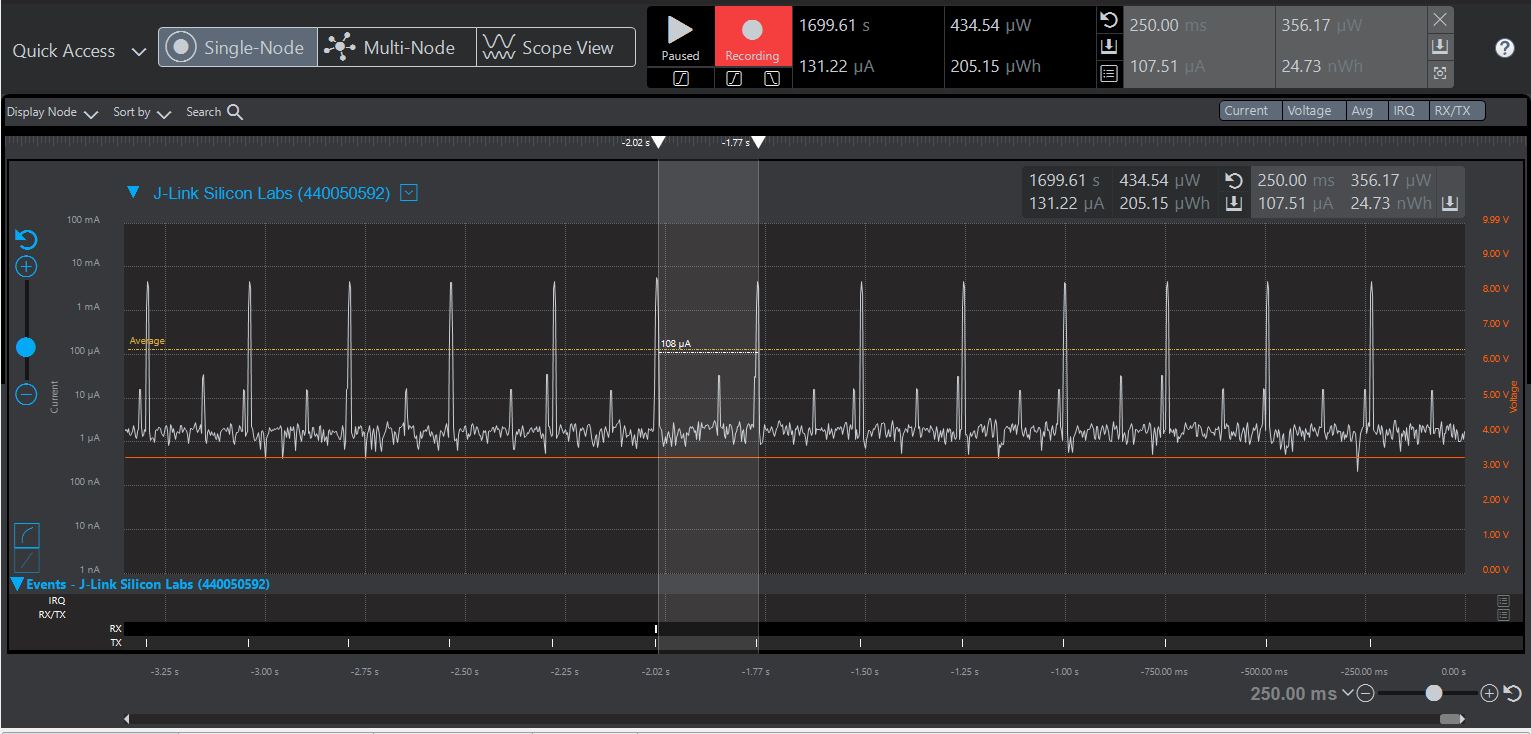 Quick Access
Single-Node
Multi-Node
Scope View
Paused
Recording
1699.61 s
434.54 µW
131.22 µA
205.15 µWh
250.00 ms
356.17 µW
107.51 µA
24.73 nWh
?
Display Node
Sort by
Search
Current
Voltage
Avg
IRQ
RX/TX
-2.02 s
-1.77 s
J-Link Silicon Labs (440050592)
1699.61 s
434.54 µW
250.00 ms
356.17 µW
131.22 µA
205.15 µWh
107.51 µA
24.73 nWh
100 mA
10 mA
1 mA
100 µA
10 µA
1 µA
100 nA
10 nA
1 nA
Current
Average
108 µA
9.99 V
9.00 V
8.00 V
7.00 V
6.00 V
5.00 V
4.00 V
3.00 V
2.00 V
1.00 V
0.00 V
Voltage
Events - J-Link Silicon Labs (440050592)
IRQ
RX/TX
RX
TX
-3.25 s
-3.00 s
-2.75 s
-2.50 s
-2.25 s
-2.02 s
-1.77 s
-1.50 s
-1.25 s
-1.00 s
-750.00 ms
-500.00 ms
-250.00 ms
0.00 s
250.00 ms